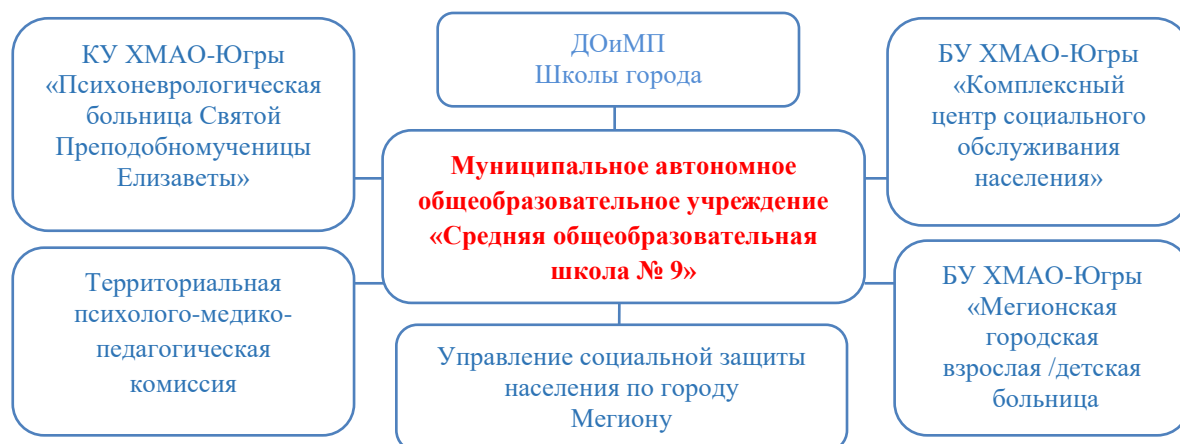 КУ ХМАО-Югры
«Психоневрологическая
больница Святой
Преподобномученицы
Елизаветы»
ДОиМП
Школы города
БУ ХМАО-Югры
«Комплексный
центр социального
обслуживания
населения»
Муниципальное автономное
общеобразовательное учреждение
«Средняя общеобразовательная
школа № 9»
Территориальная
психолого-медико-
педагогическая
комиссия
Управление социальной защиты
населения по городу
Мегиону
БУ ХМАО-Югры
«Мегионская
городская
взрослая /детская
больница